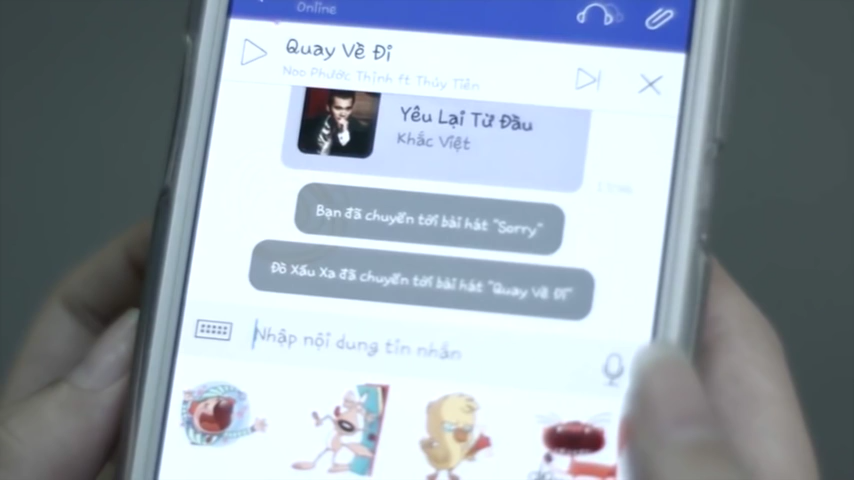 Online
Quay Về Đi
Noo Phước Thịnh ft Thủy Tiên
Yêu Lại Từ Đầu
Khắc Việt
Bạn đã chuyển tới bài hát "Sorry"
Đồ Xấu Xa đã chuyển tới bài hát "Quay Về Đi"
Nhập nội dung tin nhắn